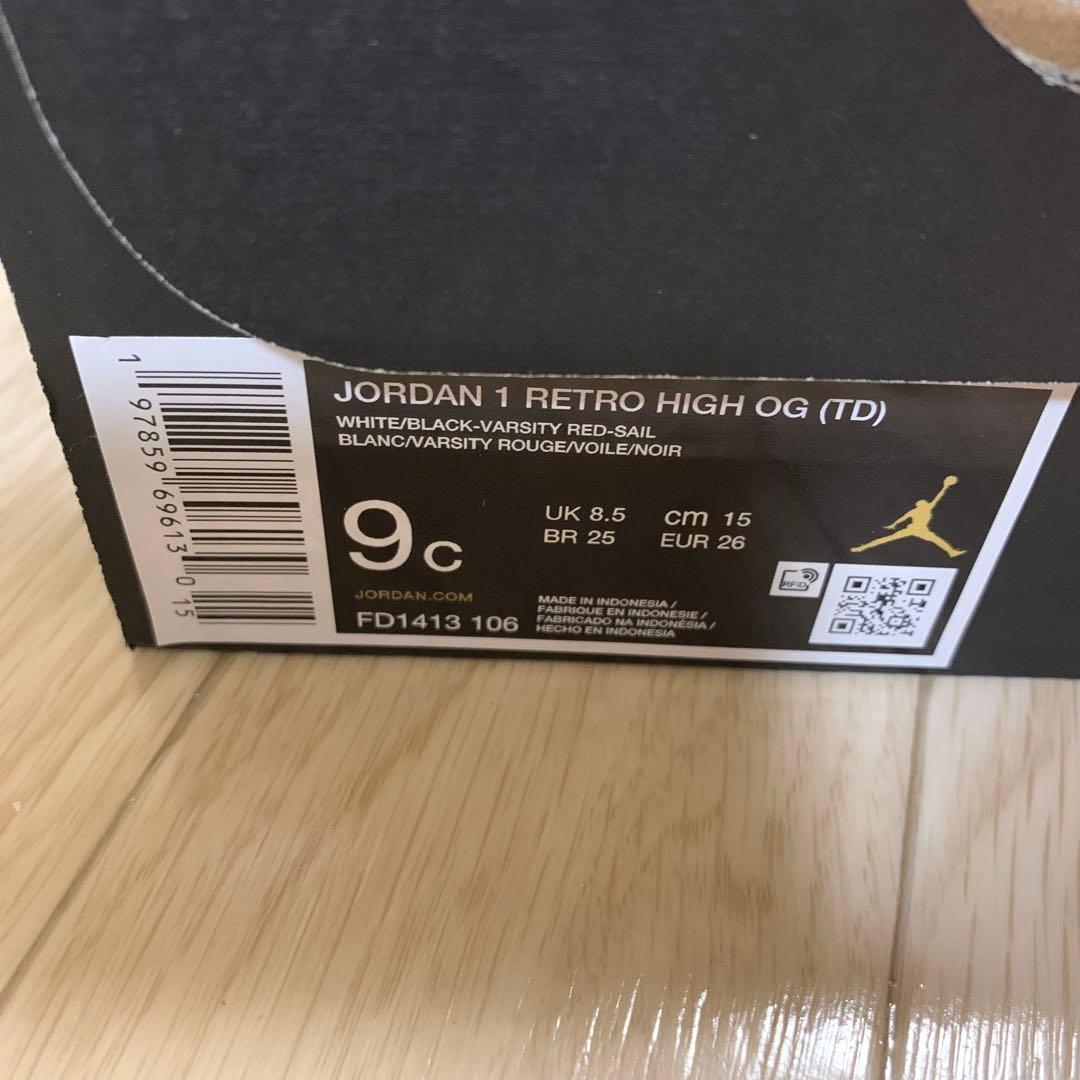 JORDAN 1 RETRO HIGH OG (TD)
WHITE/BLACK-VARSITY RED-SAIL
BLANC/VARSITY ROUGE/VOILE/NOIR
9c
UK 8.5 cm 15
BR 25 EUR 26
RFID
JORDAN.COM
FD1413 106
MADE IN INDONESIA /
FABRIQUE EN INDONESIE /
FABRICADO NA INDONÉSIA /
HECHO EN INDONESIA
1 97859 69613 0 15